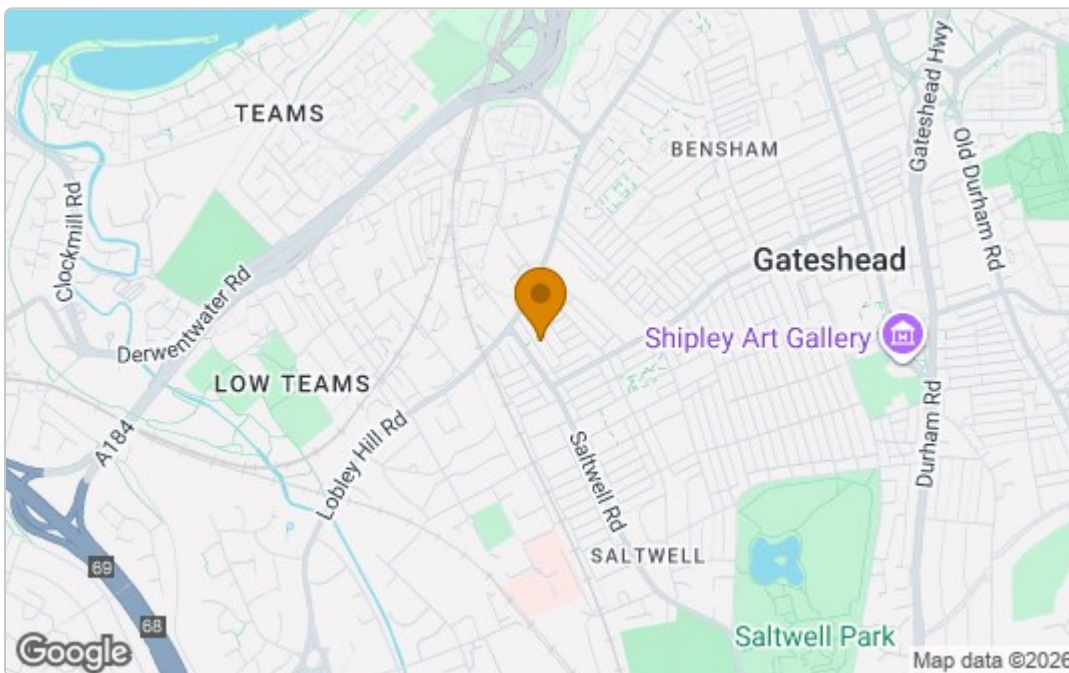 TEAMS
BENSHAM
Gateshead Hwy
Old Durham Rd
Clockmill Rd
Gateshead
Derwentwater Rd
Shipley Art Gallery
LOW TEAMS
A184
Lobley Hill Rd
Saltwell Rd
Durham Rd
P
SALTWELL
69
68
Saltwell Park
Google
Map data ©2026